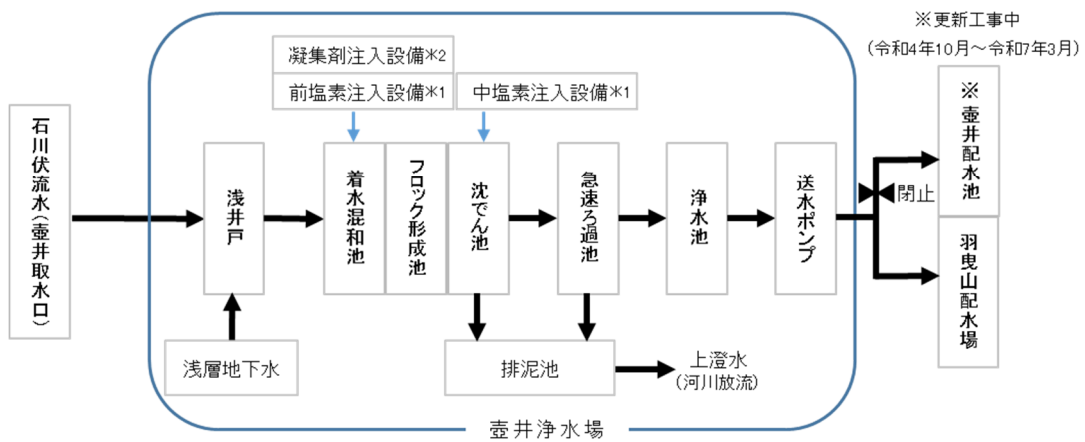 ※更新工事中
(令和4年10月～令和7年3月)
凝集剤注入設備＊2
前塩素注入設備＊1
中塩素注入設備＊1
石川伏流水(壺井取水口)
浅井戸
着水混和池
フロック形成池
沈でん池
急速ろ過池
浄水池
送水ポンプ
閉止
※壺井配水池
羽曳山配水場
浅層地下水
排泥池
上澄水
(河川放流)
壺井浄水場